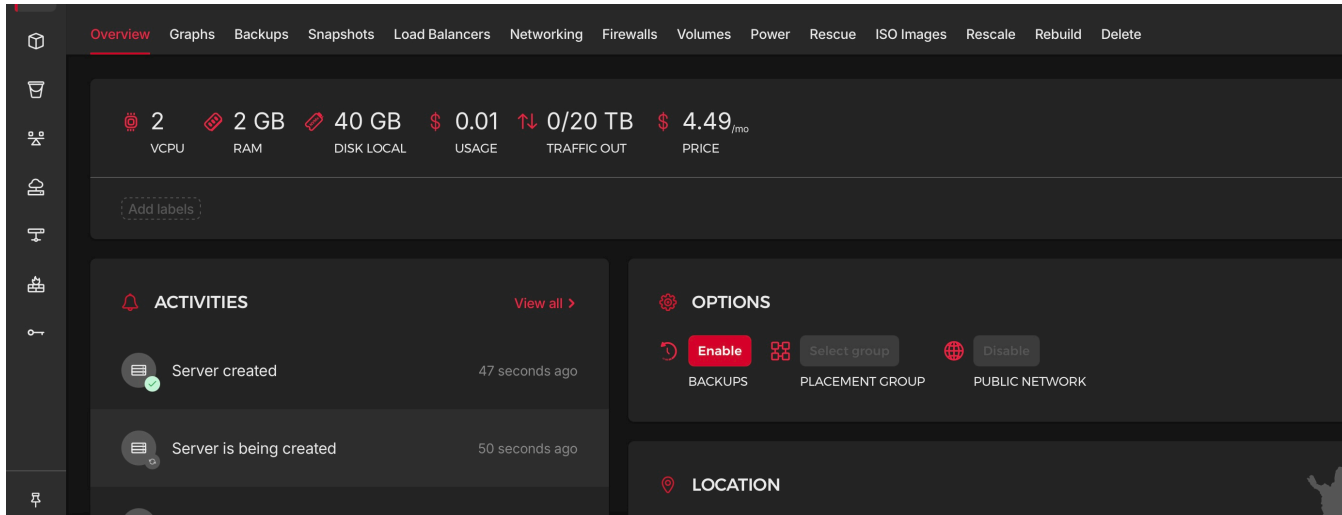 Overview Graphs Backups Snapshots Load Balancers Networking Firewalls Volumes Power Rescue ISO Images Rescale Rebuild Delete
2 2 GB 40 GB $ 0.01 0/20 TB $ 4.49/mo
VCPU RAM DISK LOCAL USAGE TRAFFIC OUT PRICE
Add labels
ACTIVITIES View all >
Server created 47 seconds ago
Server is being created 50 seconds ago
OPTIONS
Enable Select group Disable
BACKUPS PLACEMENT GROUP PUBLIC NETWORK
LOCATION